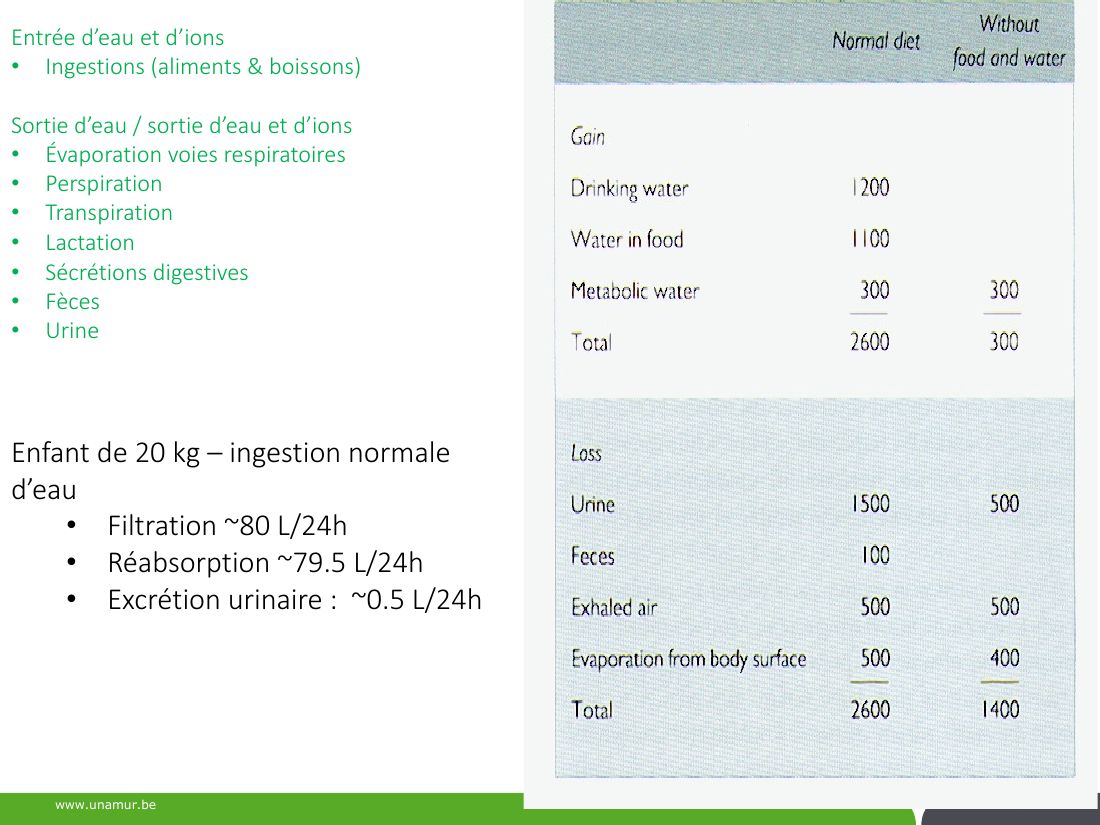 Entrée d’eau et d’ions
• Ingestions (aliments & boissons)
Sortie d’eau / sortie d’eau et d’ions
• Évaporation voies respiratoires
• Perspiration
• Transpiration
• Lactation
• Sécrétions digestives
• Fèces
• Urine
Enfant de 20 kg – ingestion normale
d’eau
• Filtration ~80 L/24h
• Réabsorption ~79.5 L/24h
• Excrétion urinaire : ~0.5 L/24h
Normal diet
Without
food and water
Gain
Drinking water 1200
Water in food 1100
Metabolic water 300 300
Total 2600 300
Loss
Urine 1500 500
Feces 100
Exhaled air 500 500
Evaporation from body surface 500 400
Total 2600 1400
www.unamur.be